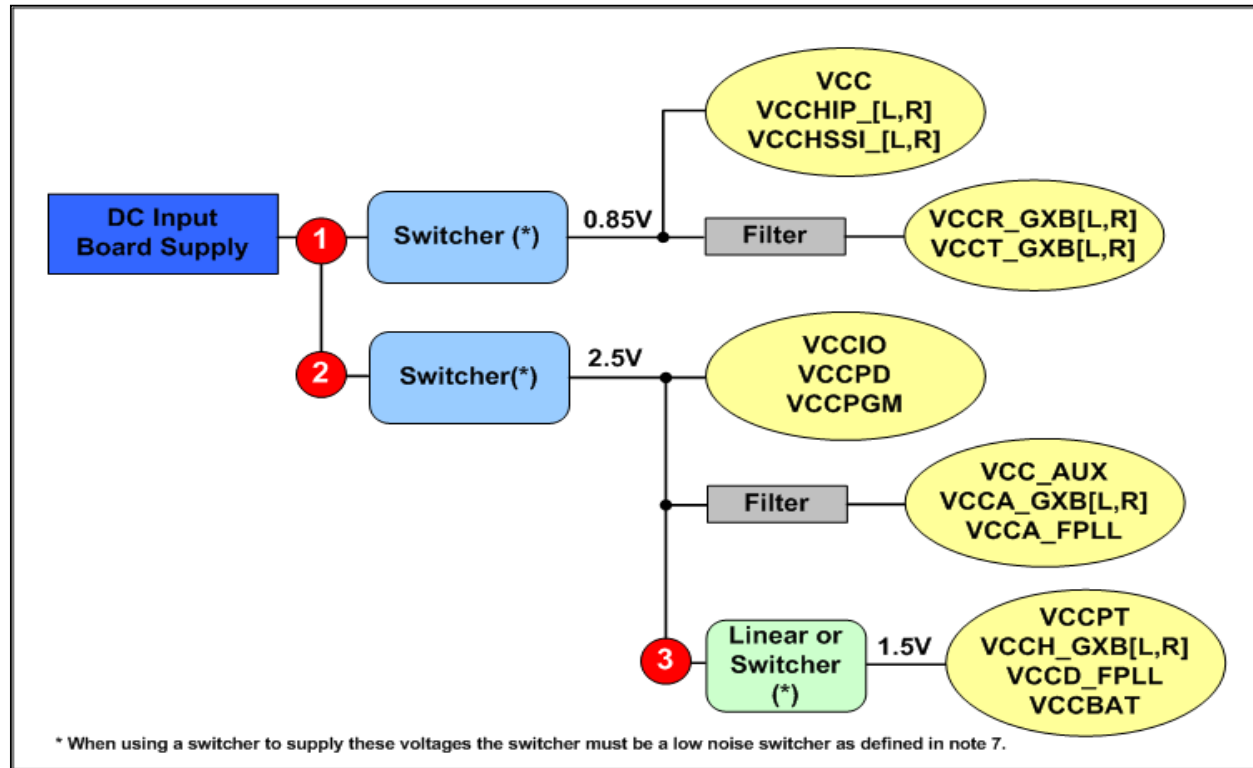 DC Input
Board Supply
1
Switcher (*)
0.85V
VCC
VCCHIP_[L,R]
VCCHSSI_[L,R]
Filter
VCCR_GXB[L,R]
VCCT_GXB[L,R]
2
Switcher(*)
2.5V
VCCIO
VCCPD
VCCPGM
Filter
VCC_AUX
VCCA_GXB[L,R]
VCCA_FPLL
3
Linear or
Switcher
(*)
1.5V
VCCPT
VCCH_GXB[L,R]
VCCD_FPLL
VCCBAT
* When using a switcher to supply these voltages the switcher must be a low noise switcher as defined in note 7.